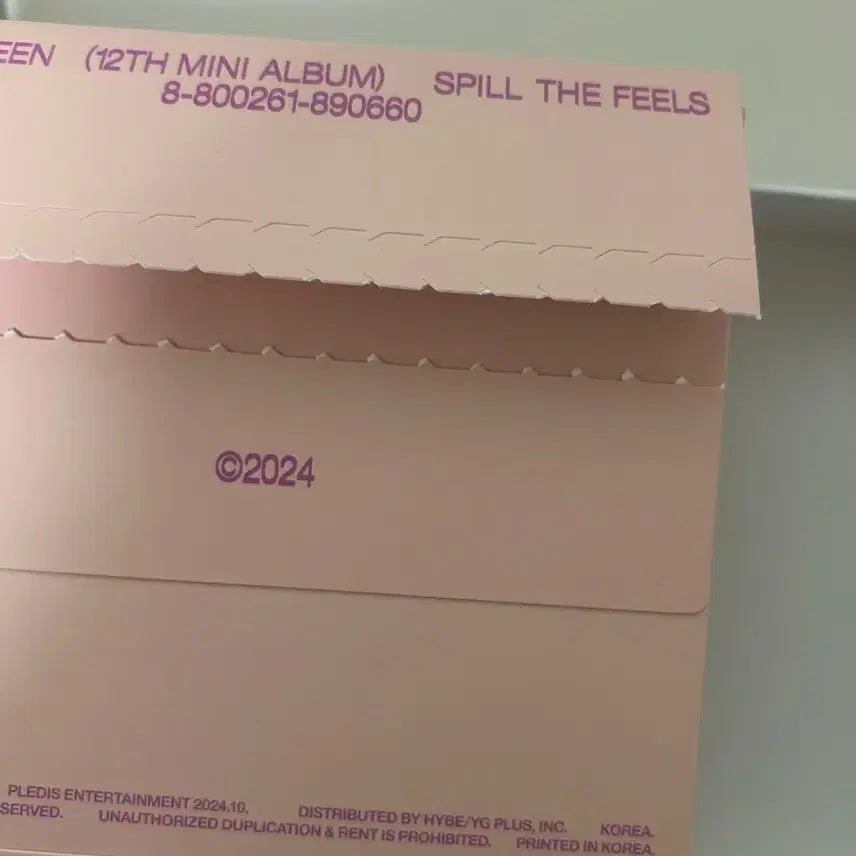 EEN (12TH MINI ALBUM) SPILL THE FEELS
8-800261-890660
©2024
PLEDIS ENTERTAINMENT 2024.10. DISTRIBUTED BY HYBE/YG PLUS, INC. KOREA.
SERVED. UNAUTHORIZED DUPLICATION & RENT IS PROHIBITED. PRINTED IN KOREA.